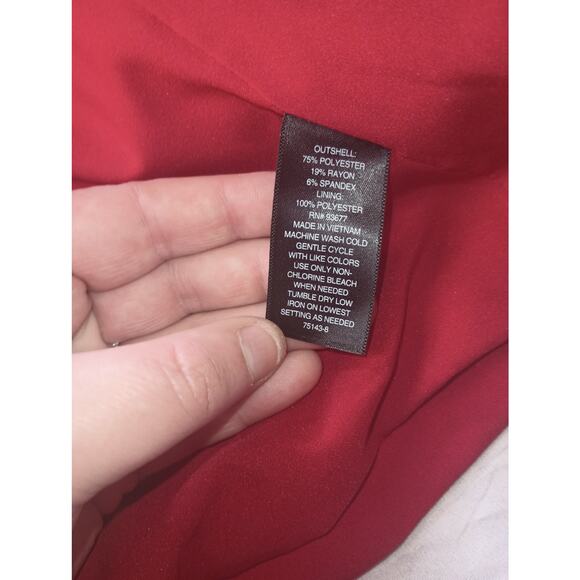 OUTSHELL:
75% POLYESTER
19% RAYON
6% SPANDEX
LINING:
100% POLYESTER
RN# 93677
MADE IN VIETNAM
MACHINE WASH COLD
GENTLE CYCLE
WITH LIKE COLORS
USE ONLY NON-
CHLORINE BLEACH
WHEN NEEDED
TUMBLE DRY LOW
IRON ON LOWEST
SETTING AS NEEDED
75143-8